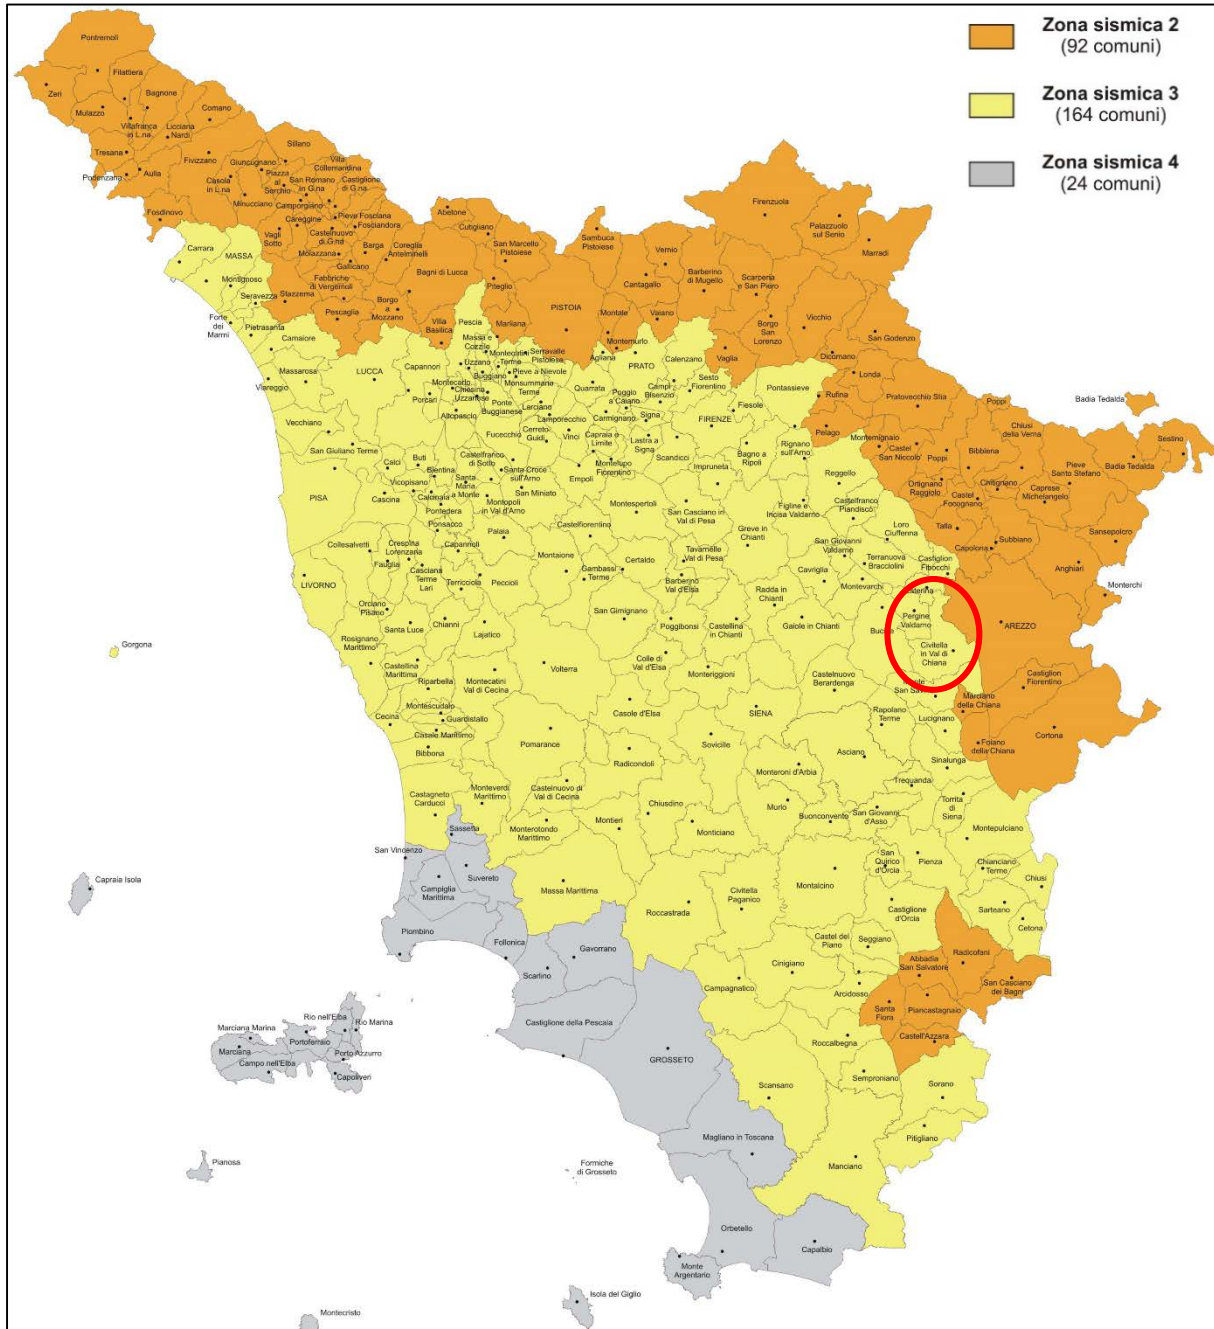 Zona sismica 2
(92 comuni)
Zona sismica 3
(164 comuni)
Zona sismica 4
(24 comuni)
Pontremoli
Filattiera
Zeri
Bagnone
Mulazzo
Comano
Villafranca
in L.na
Licciana
Nardi
Tresana
Podenzana
Aulla
Fivizzano
Fosdinovo
Sillano
Giuncugnano
Casola
in L.na
Minucciano
Piazza
al
Serchio
Villa
Collemandina
San Romano
in G.na
Castiglione
di G.na
Camporgiano
Careggine
Pieve Fosciana
Fosciandora
Vagli
Sotto
Castelnuovo
di G.na
Molazzana
Barga
Gallicano
Coreglia
Antelminelli
Fabbriche
di Vergemoli
Stazzema
Pescaglia
Borgo
a
Mozzano
Bagni di Lucca
Villa
Basilica
Abetone
Cutigliano
San Marcello
Pistoiese
Piteglio
Marliana
PISTOIA
Sambuca
Pistoiese
Vernio
Cantagallo
Montale
Vaiano
Montemurlo
Barberino
di Mugello
Scarperia
e San Piero
Firenzuola
Palazzuolo
sul Senio
Marradi
Borgo
San
Lorenzo
Vicchio
Vaglia
Dicomano
San Godenzo
Londa
Rufina
Pelago
Pratovecchio Stia
Montemignaio
Castel
San Niccolo'
Poppi
Poppi
Bibbiena
Chiusi
della Verna
Badia Tedalda
Badia Tedalda
Sestino
Pieve
Santo Stefano
Ortignano
Raggiolo
Chitignano
Castel
Focognano
Caprese
Michelangelo
Talla
Subbiano
Capolona
Sansepolcro
Anghiari
Monterchi
AREZZO
Castiglion
Fiorentino
Cortona
Marciano
della Chiana
Foiano
della Chiana
Carrara
MASSA
Montignoso
Seravezza
Forte
dei
Marmi
Pietrasanta
Camaiore
Massarosa
Viareggio
LUCCA
Capannori
Porcari
Montecarlo
Altopascio
Pescia
Massa e
Cozzile
Uzzano
Buggiano
Montecatini
Terme
Pieve a Nievole
Monsummano
Terme
Chiesina
Uzzanese
Ponte
Buggianese
Serravalle
Pistoiese
Larciano
Lamporecchio
Agliana
PRATO
Quarrata
Poggio
a Caiano
Carmignano
Calenzano
Campi
Bisenzio
Sesto
Fiorentino
Signa
Lastra a
Signa
FIRENZE
Fiesole
Pontassieve
Scandicci
Bagno a
Ripoli
Rignano
sull'Arno
Impruneta
Reggello
Vecchiano
San Giuliano Terme
Calci
Buti
Vicopisano
Bientina
Calcinaia
Santa
Maria
a Monte
Castelfranco
di Sotto
Santa Croce
sull'Arno
Fucecchio
Cerreto
Guidi
Vinci
Capraia e
Limite
Montelupo
Fiorentino
Empoli
San Miniato
Montopoli
in Val d'Arno
Pontedera
Cascina
PISA
Ponsacco
Palaia
Capannoli
Collesalvetti
Crespina
Lorenzana
Fauglia
Casciana
Terme
Lari
Terricciola
Peccioli
LIVORNO
Orciano
Pisano
Santa Luce
Chianni
Lajatico
Rosignano
Marittimo
Castellina
Marittima
Riparbella
Montescudaio
Guardistallo
Cecina
Casale Marittimo
Bibbona
Montecatini
Val di Cecina
Volterra
Castagneto
Carducci
Monteverdi
Marittimo
Pomarance
Castelnuovo di
Val di Cecina
Monterotondo
Marittimo
Montieri
Massa Marittima
Montespertoli
Castelfiorentino
Montaione
Gambassi
Terme
Certaldo
San Casciano in
Val di Pesa
Tavarnelle
Val di Pesa
Barberino
Val d'Elsa
Greve in
Chianti
Figline e
Incisa Valdarno
Castelfranco
Piandiscò
Loro
Ciuffenna
San Giovanni
Valdarno
Terranuova
Bracciolini
Castiglion
Fibocchi
Cavriglia
Montevarchi
Pergine
Valdarno
Civitella
in Val di
Chiana
San Gimignano
Poggibonsi
Colle di
Val d'Elsa
Radda in
Chianti
Castellina
in Chianti
Gaiole in Chianti
Monteriggioni
Castelnuovo
Berardenga
Casole d'Elsa
SIENA
Sovicille
Radicondoli
Chiusdino
Monticiano
Monteroni d'Arbia
Murlo
Buonconvento
Asciano
Rapolano
Terme
Lucignano
Sinalunga
Trequanda
Torrita
di
Siena
San Giovanni
d'Asso
Montepulciano
San
Quirico
d'Orcia
Pienza
Chianciano
Terme
Chiusi
Sarteano
Cetona
Montalcino
Castiglione
d'Orcia
Radicofani
Abbadia
San Salvatore
San Casciano
dei Bagni
Piancastagnaio
Santa
Fiora
Castell'Azzara
Roccastrada
Civitella
Paganico
Castel del
Piano
Seggiano
Cinigiano
Arcidosso
Campagnatico
Roccalbegna
Semproniano
Scansano
Sorano
Pitigliano
Manciano
Sassetta
San Vincenzo
Suvereto
Campiglia
Marittima
Piombino
Follonica
Gavorrano
Scarlino
Castiglione della Pescaia
GROSSETO
Magliano in Toscana
Orbetello
Capalbio
Monte
Argentario
Gorgona
Capraia Isola
Rio nell'Elba
Rio Marina
Marciana Marina
Marciana
Portoferraio
Porto Azzurro
Campo nell'Elba
Capoliveri
Pianosa
Formiche
di Grosseto
Isola del Giglio
Montecristo